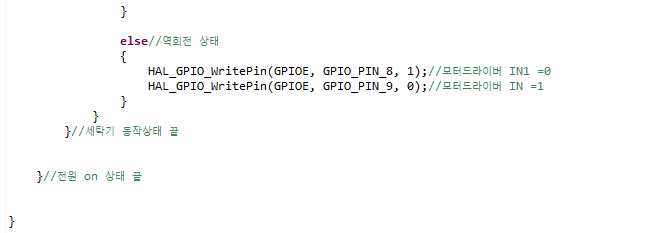 }
else//역회전 상태
{
HAL_GPIO_WritePin(GPIOE, GPIO_PIN_8, 1);//모터드라이버 IN1 =0
HAL_GPIO_WritePin(GPIOE, GPIO_PIN_9, 0);//모터드라이버 IN =1
}
}
}//세탁기 동작상태 끝
}//전원 on 상태 끝
}